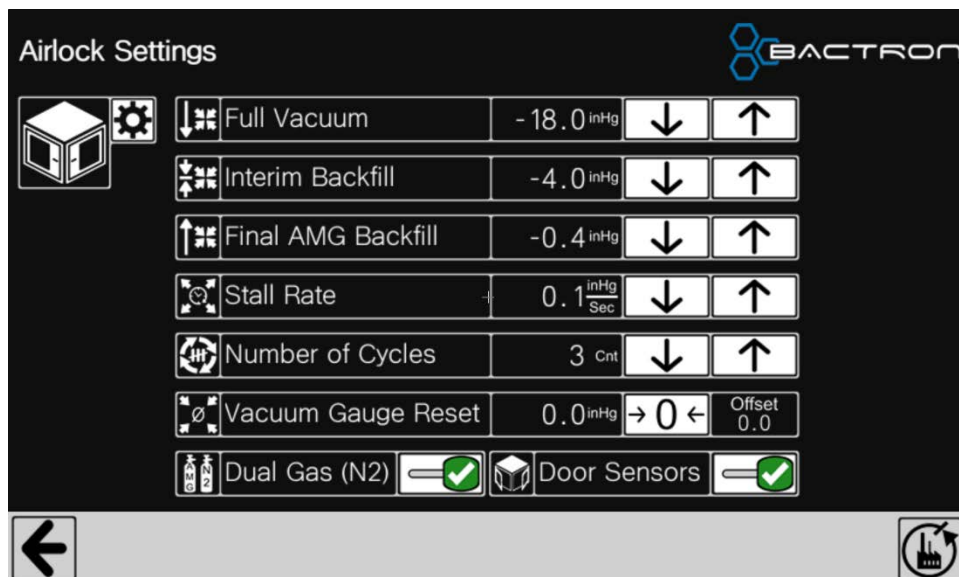 Airlock Settings
BACTRON
Full Vacuum -18.0 inHg
Interim Backfill -4.0 inHg
Final AMG Backfill -0.4 inHg
Stall Rate 0.1 inHg/Sec
Number of Cycles 3 Cnt
Vacuum Gauge Reset 0.0 inHg →0← Offset 0.0
AMG N2 Dual Gas (N2) Door Sensors